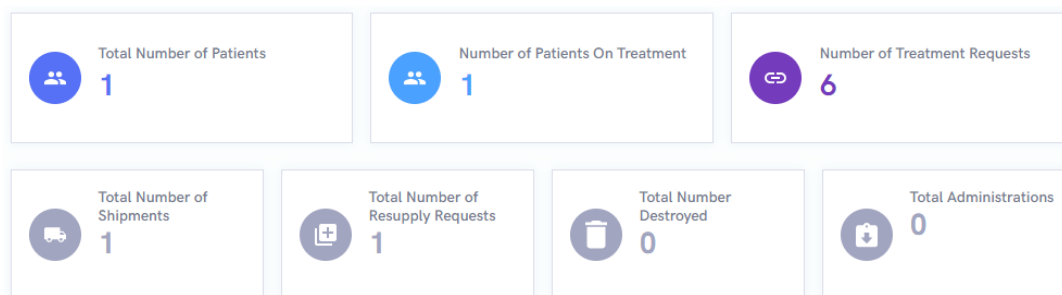 Total Number of Patients
1
Number of Patients On Treatment
1
Number of Treatment Requests
6
Total Number of
Shipments
1
Total Number of
Resupply Requests
1
Total Number
Destroyed
0
Total Administrations
0